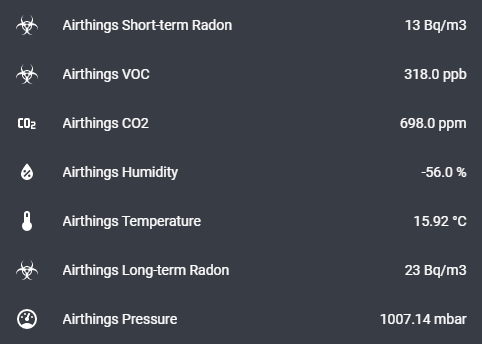 Airthings Short-term Radon 13 Bq/m3
Airthings VOC 318.0 ppb
CO2 Airthings CO2 698.0 ppm
Airthings Humidity -56.0 %
Airthings Temperature 15.92 °C
Airthings Long-term Radon 23 Bq/m3
Airthings Pressure 1007.14 mbar